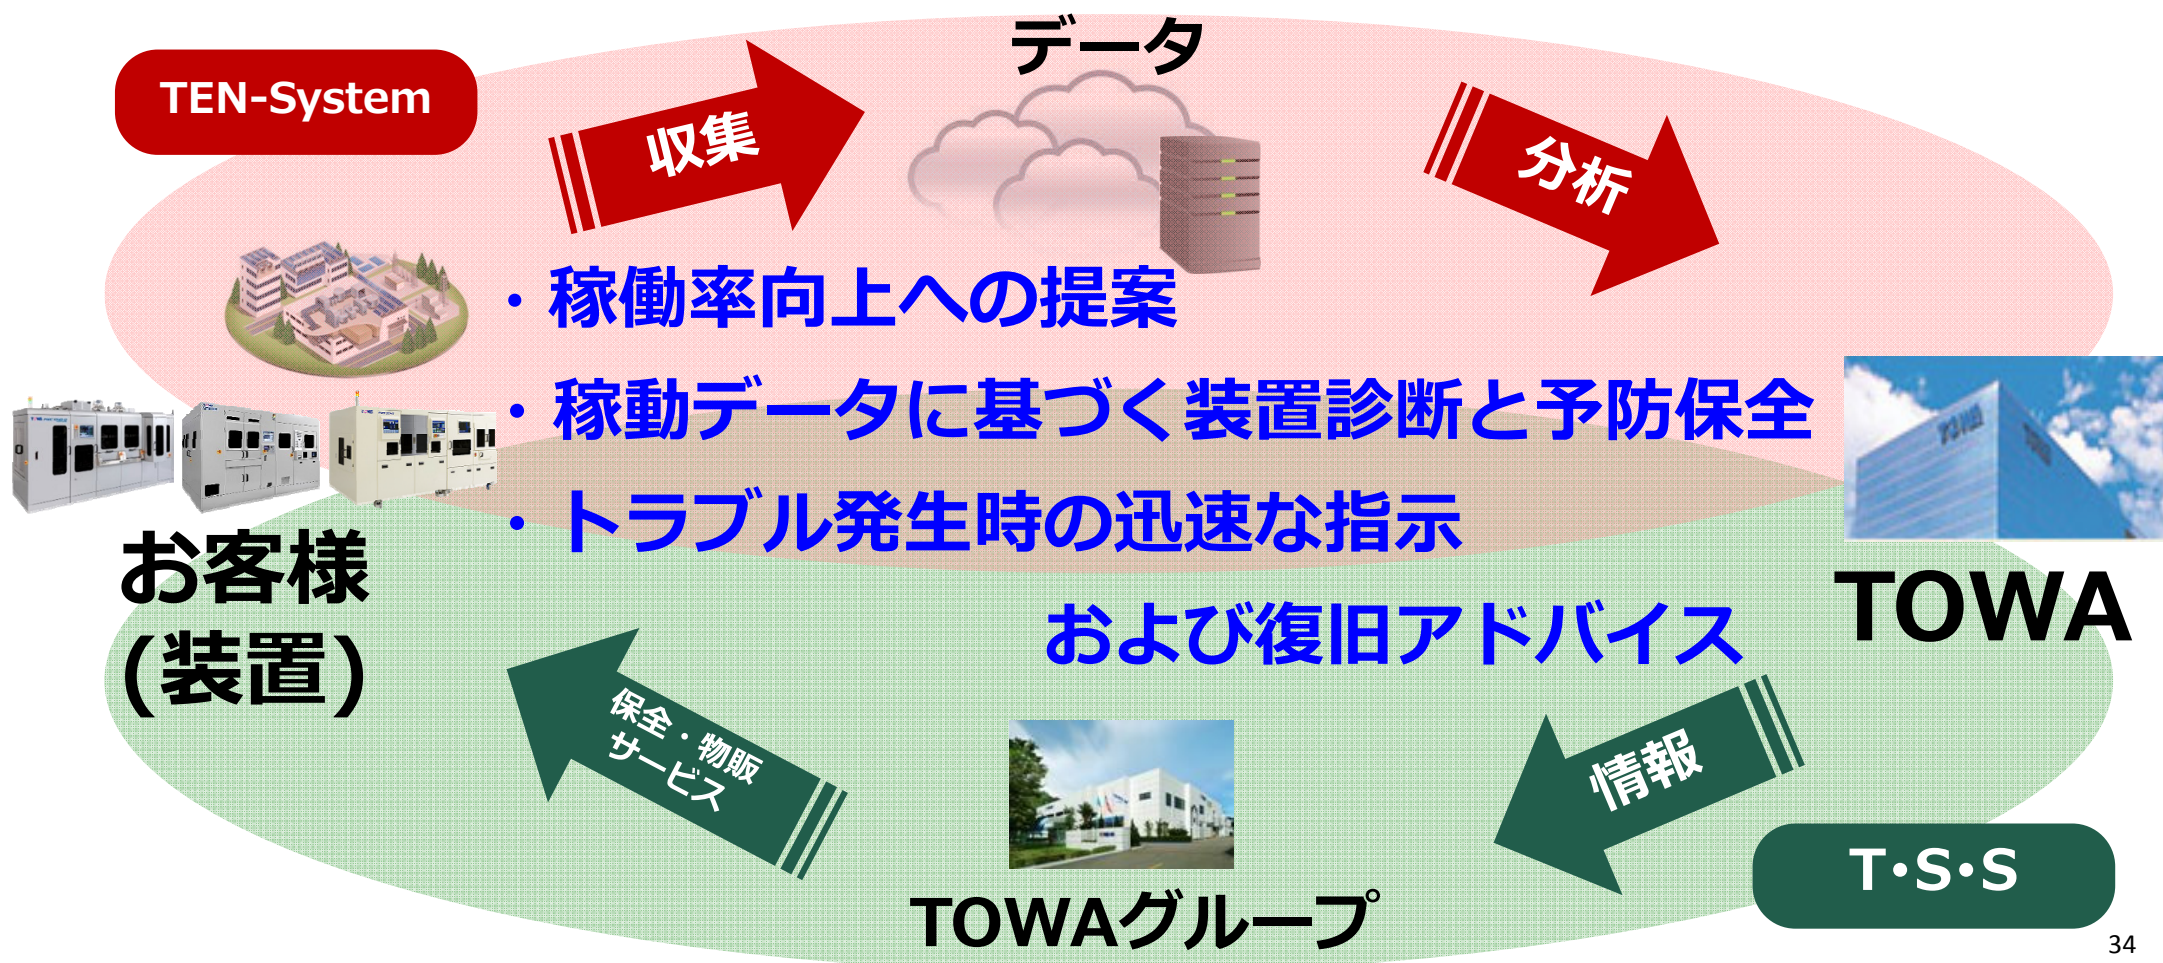 データ
TEN-System
収集
分析
・稼働率向上への提案
・稼動データに基づく装置診断と予防保全
・トラブル発生時の迅速な指示
および復旧アドバイス
お客様
(装置)
TOWA
保全・物販
サービス
情報
T・S・S
TOWAグループ
34